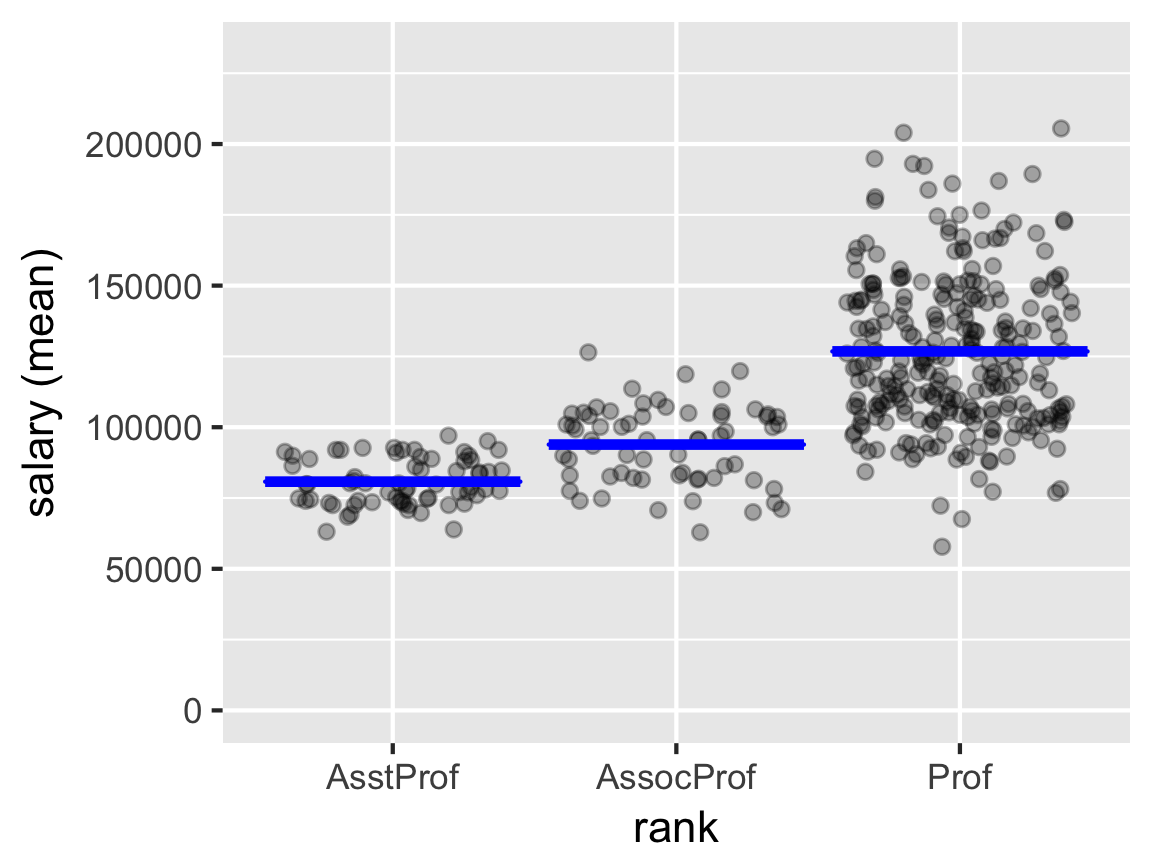 salary (mean)
200000
150000
100000
50000
0
AsstProf
AssocProf
Prof
rank